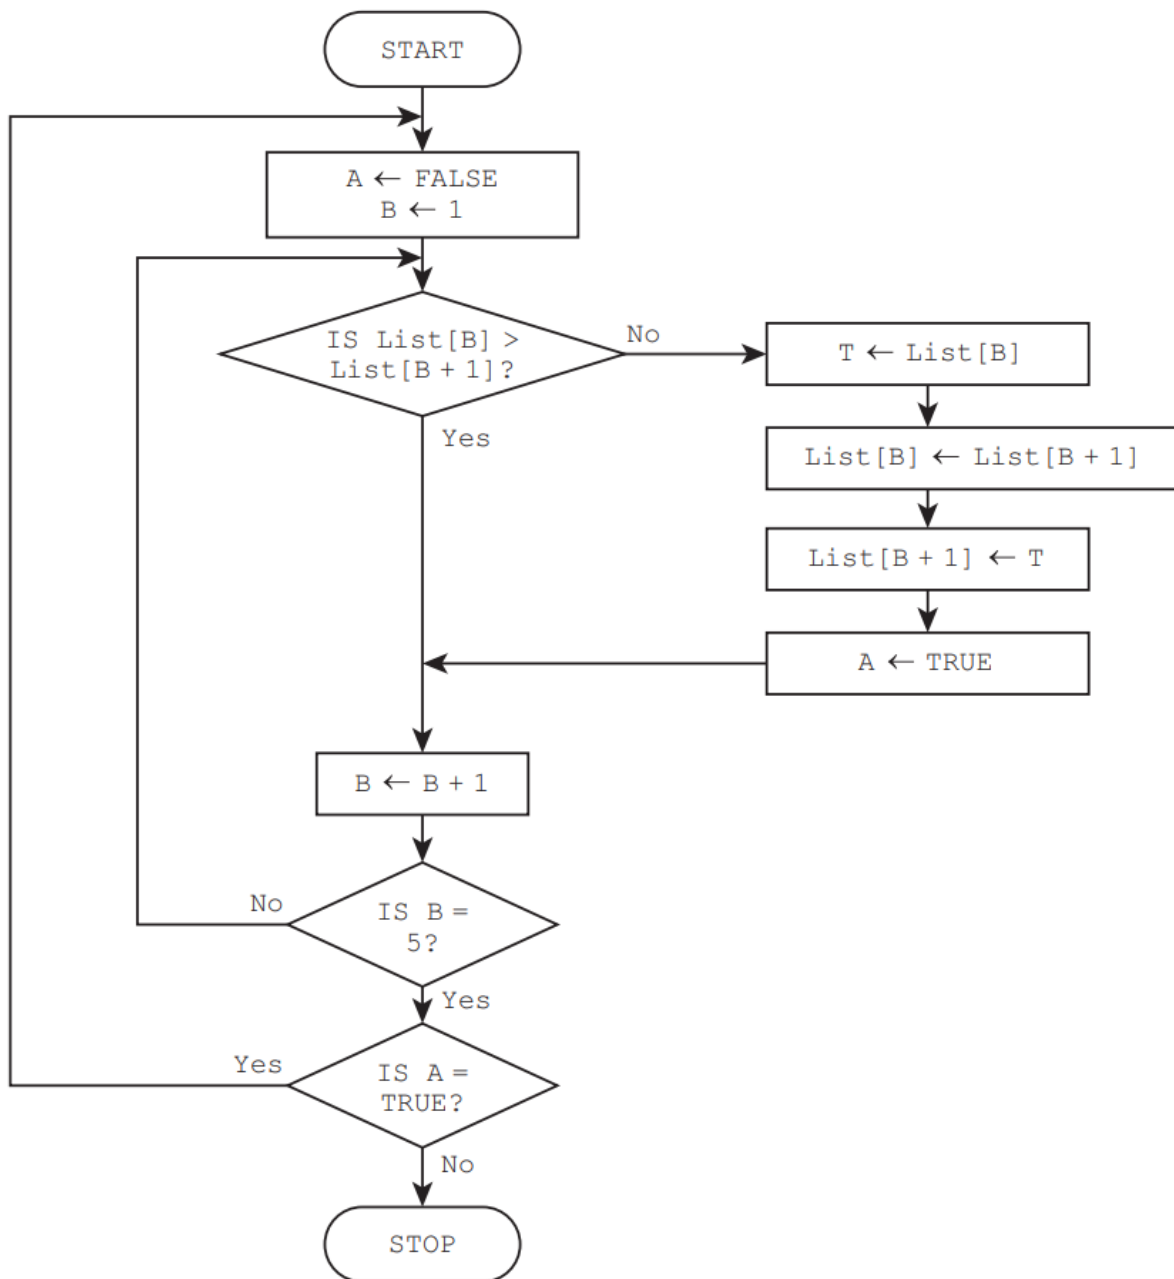 START
A ← FALSE
B ← 1
IS List[B] >
List[B + 1]?
No
Yes
T ← List[B]
List[B] ← List[B + 1]
List[B + 1] ← T
A ← TRUE
B ← B + 1
IS B =
5?
No
Yes
IS A =
TRUE?
Yes
No
STOP